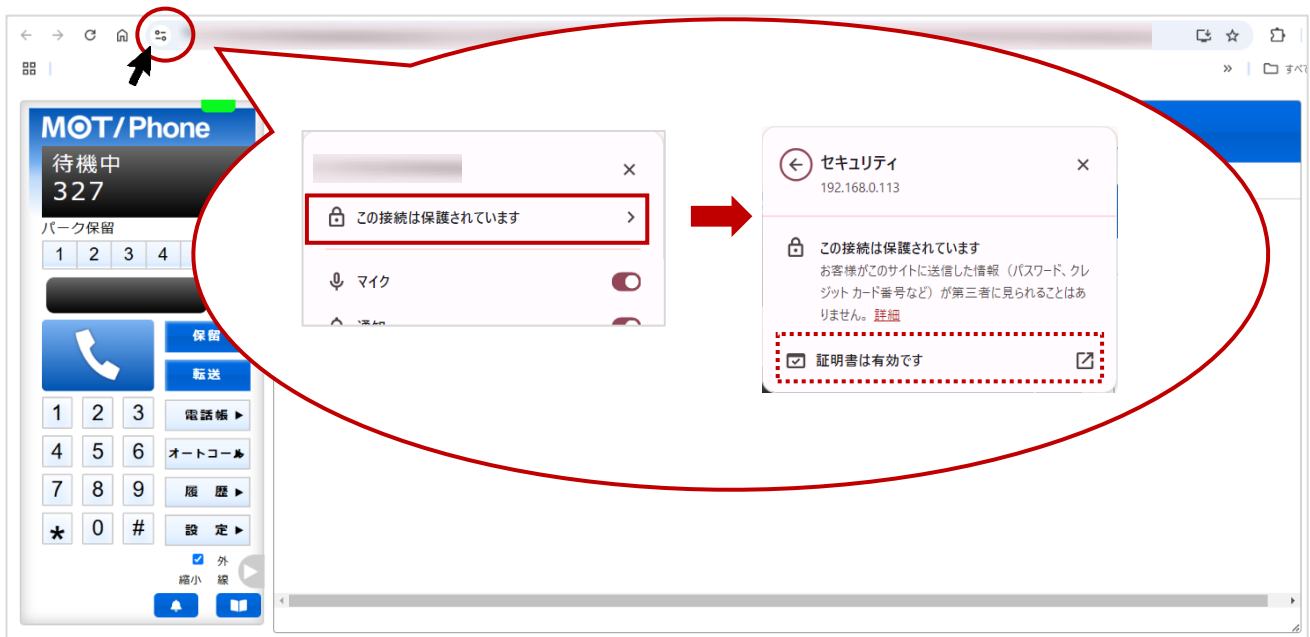 すべて
MOT/Phone
待機中
327
パーク保留
1 2 3 4
保留
転送
1 2 3
電話帳
4 5 6
オートコール
7 8 9
履 歴
* 0 #
設 定
外
縮小 線
この接続は保護されています
マイク
通知
セキュリティ
192.168.0.113
この接続は保護されています
お客様がこのサイトに送信した情報(パスワード、クレ
ジット カード番号など)が第三者に見られることはあ
りません。詳細
証明書は有効です